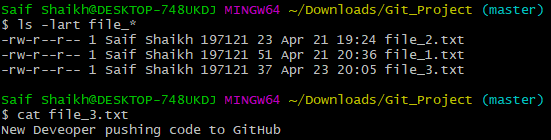 Saif Shaikh@DESKTOP-748UKDJ MINGW64 ~/Downloads/Git_Project (master)
$ ls -lart file_*
-rw-r--r-- 1 Saif Shaikh 197121 23 Apr 21 19:24 file_2.txt
-rw-r--r-- 1 Saif Shaikh 197121 51 Apr 21 20:36 file_1.txt
-rw-r--r-- 1 Saif Shaikh 197121 37 Apr 23 20:05 file_3.txt
Saif Shaikh@DESKTOP-748UKDJ MINGW64 ~/Downloads/Git_Project (master)
$ cat file_3.txt
New Deveoper pushing code to GitHub